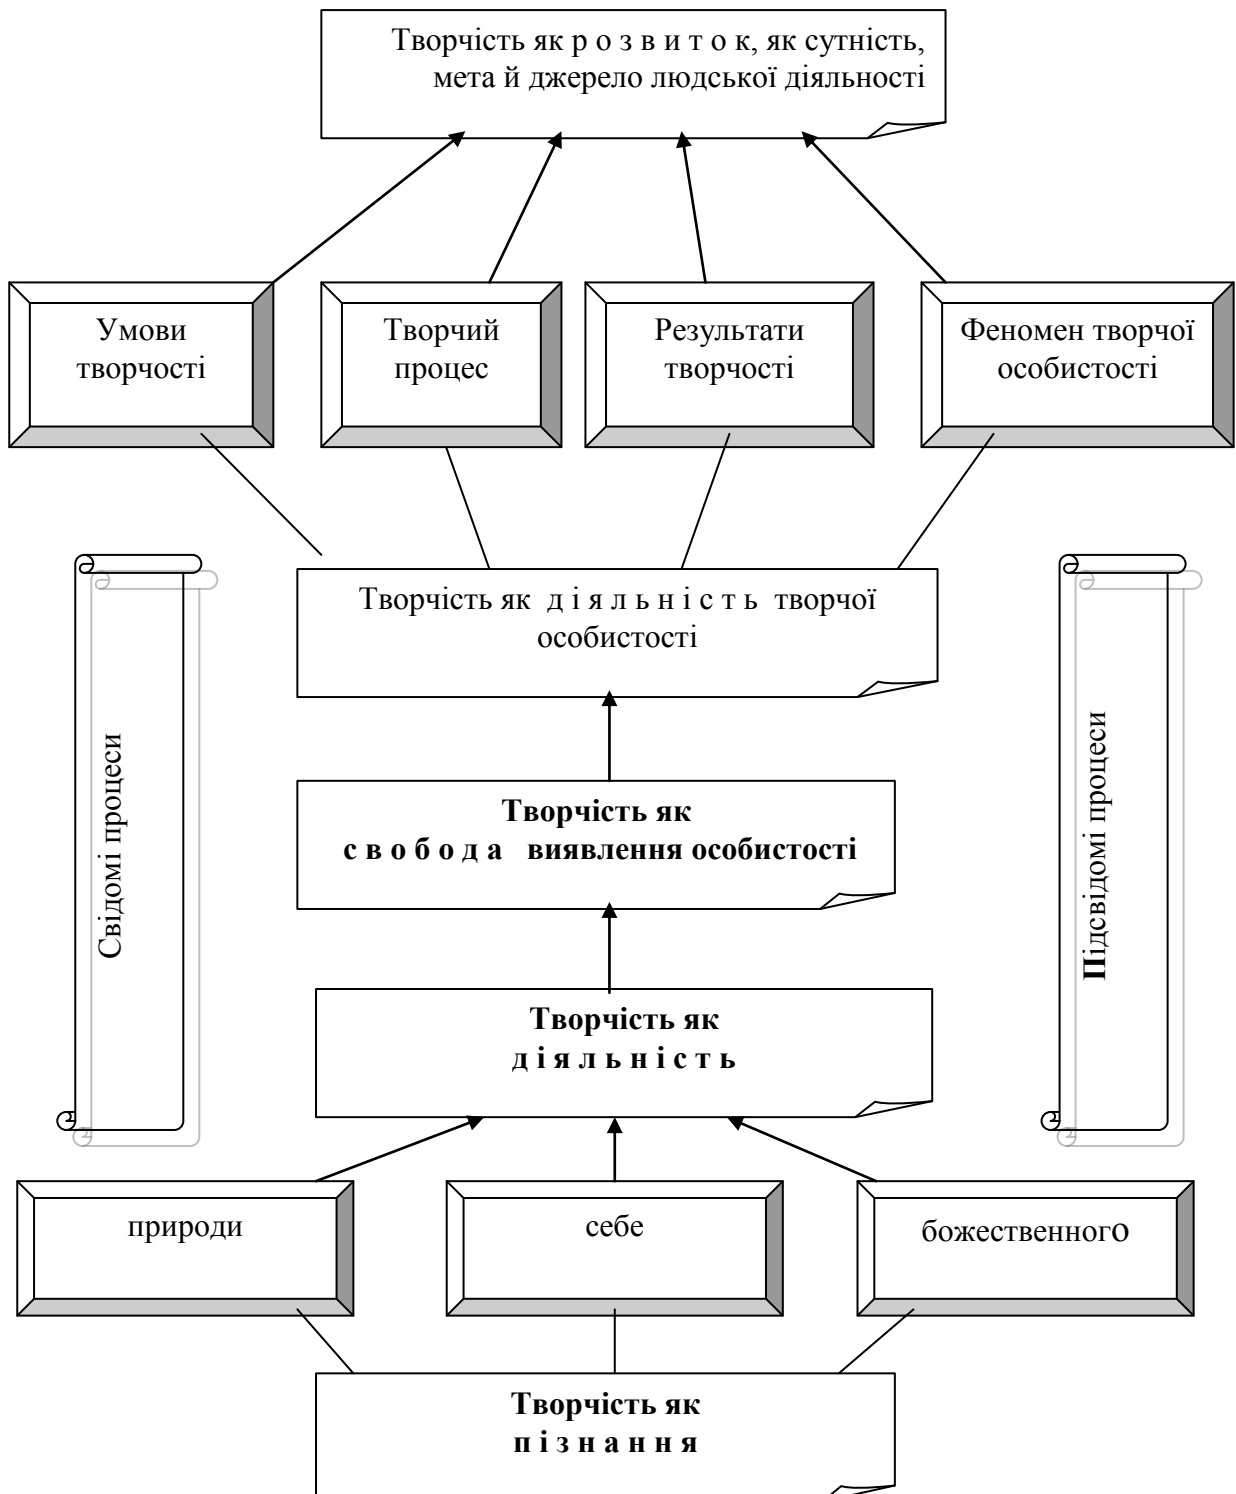 Творчість як р о з в и т о к, як сутність,
мета й джерело людської діяльності
Умови
творчості
Творчий
процес
Результати
творчості
Феномен творчої
особистості
Творчість як д і я л ь н і с т ь творчої
особистості
Свідомі процеси
Підсвідомі процеси
Творчість як
с в о б о д а виявлення особистості
Творчість як
д і я л ь н і с т ь
природи
себе
божественного
Творчість як
п і з н а н н я